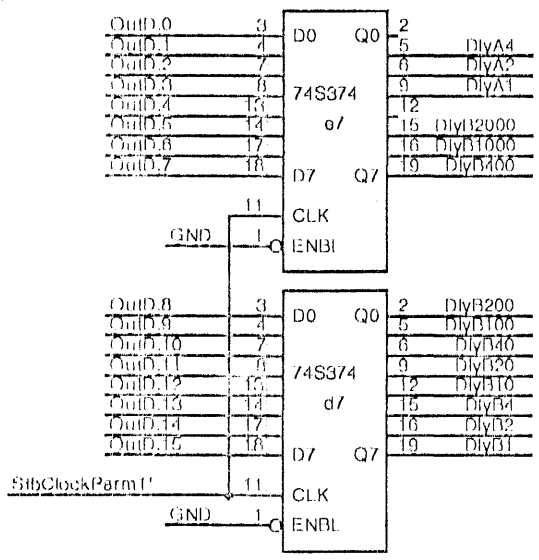 OutD.0 3 D0 Q0 2
OutD.1 4 5 DlyA4
OutD.2 7 6 DlyA2
OutD.3 8 74S374 9 DlyA1
OutD.4 13 12
e7
OutD.5 14 15 DlyB2000
OutD.6 17 16 DlyB1000
OutD.7 18 D7 Q7 19 DlyB400
11 CLK
GND 1 ENBL
OutD.8 3 D0 Q0 2 DlyB200
OutD.9 4 5 DlyB100
OutD.10 7 6 DlyB40
OutD.11 8 74S374 9 DlyB20
OutD.12 13 12 DlyB10
OutD.13 14 d7 15 DlyB4
OutD.14 17 16 DlyB2
OutD.15 18 D7 Q7 19 DlyB1
StbClockParm1' 11 CLK
GND 1 ENBL